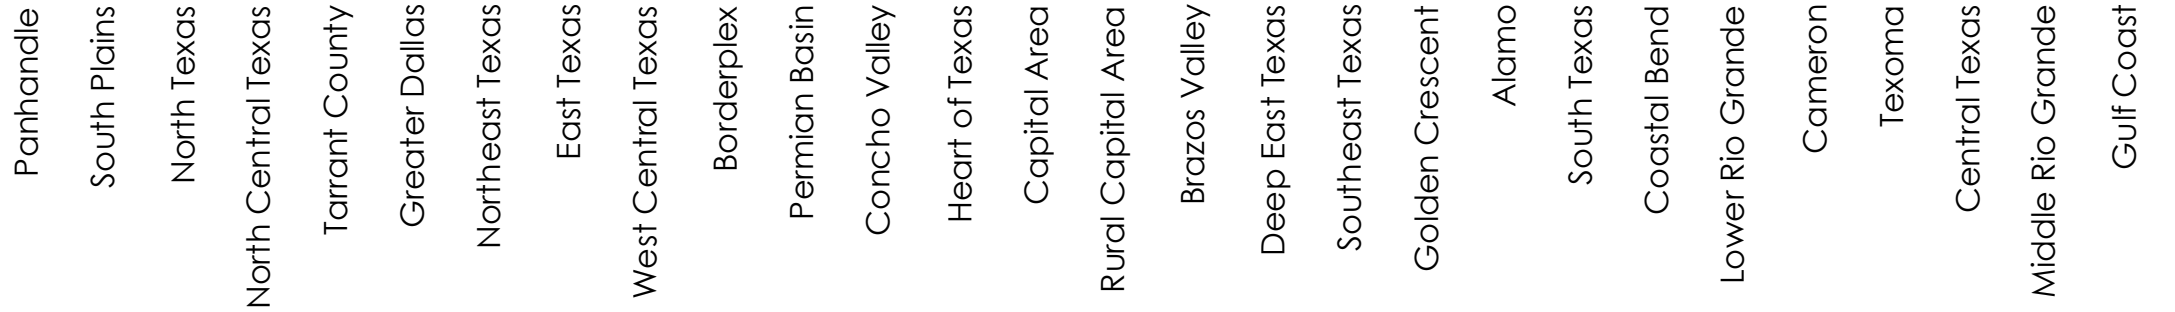 Panhandle
South Plains
North Texas
North Central Texas
Tarrant County
Greater Dallas
Northeast Texas
East Texas
West Central Texas
Borderplex
Permian Basin
Concho Valley
Heart of Texas
Capital Area
Rural Capital Area
Brazos Valley
Deep East Texas
Southeast Texas
Golden Crescent
Alamo
South Texas
Coastal Bend
Lower Rio Grande
Cameron
Texoma
Central Texas
Middle Rio Grande
Gulf Coast